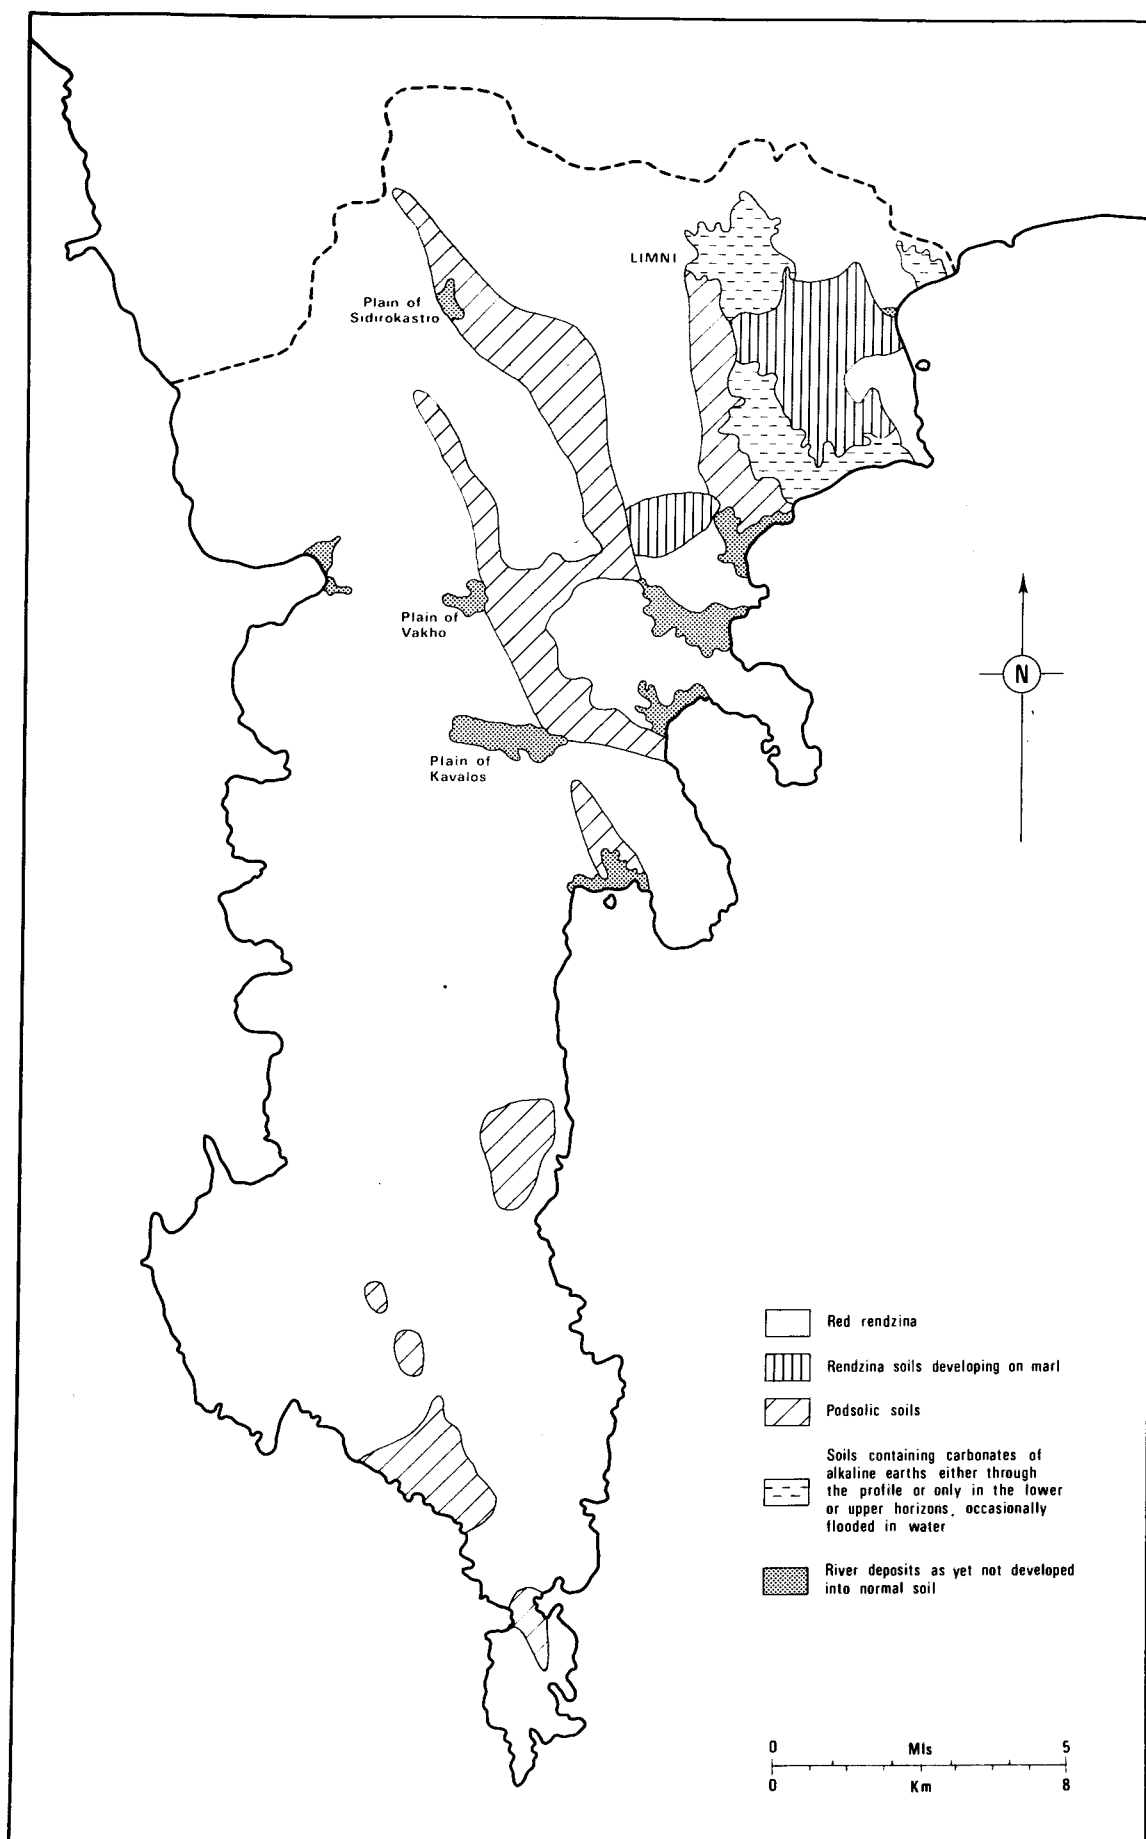 LIMNI
Plain of
Sidirokastro
Plain of
Vakho
N
Plain of
Kavalos
Red rendzina
Rendzina soils developing on marl
Podsolic soils
Soils containing carbonates of
alkaline earths either through
the profile or only in the lower
or upper horizons, occasionally
flooded in water
River deposits as yet not developed
into normal soil
0 Mls 5
0 Km 8